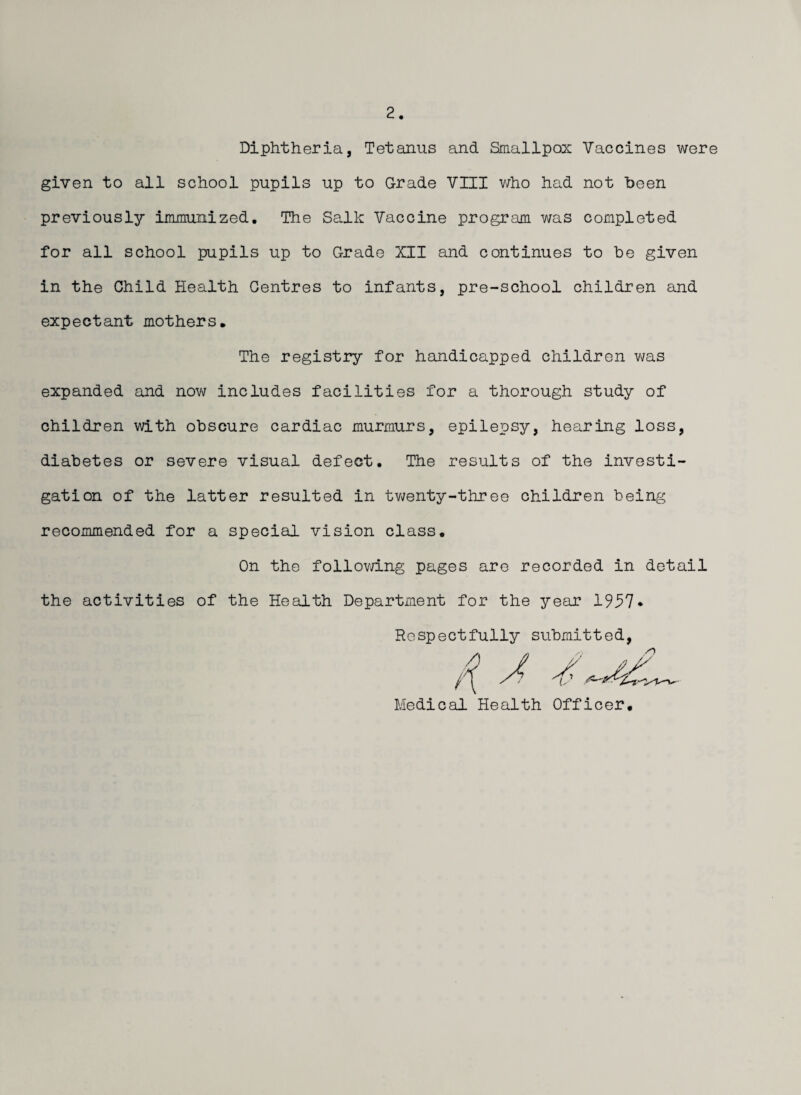 2.
Diphtheria, Tetanus and Smallpox Vaccines were
given to all school pupils up to Grade VIII who had not been
previously immunized. The Salk Vaccine program was completed
for all school pupils up to Grade XII and continues to be given
in the Child Health Centres to infants, pre-school children and
expectant mothers.
The registry for handicapped children was
expanded and now includes facilities for a thorough study of
children with obscure cardiac murmurs, epilepsy, hearing loss,
diabetes or severe visual defect. The results of the investi-
gation of the latter resulted in twenty-three children being
recommended for a special vision class.
On the following pages are recorded in detail
the activities of the Health Department for the year 1957.
Respectfully submitted,
Medical Health Officer.